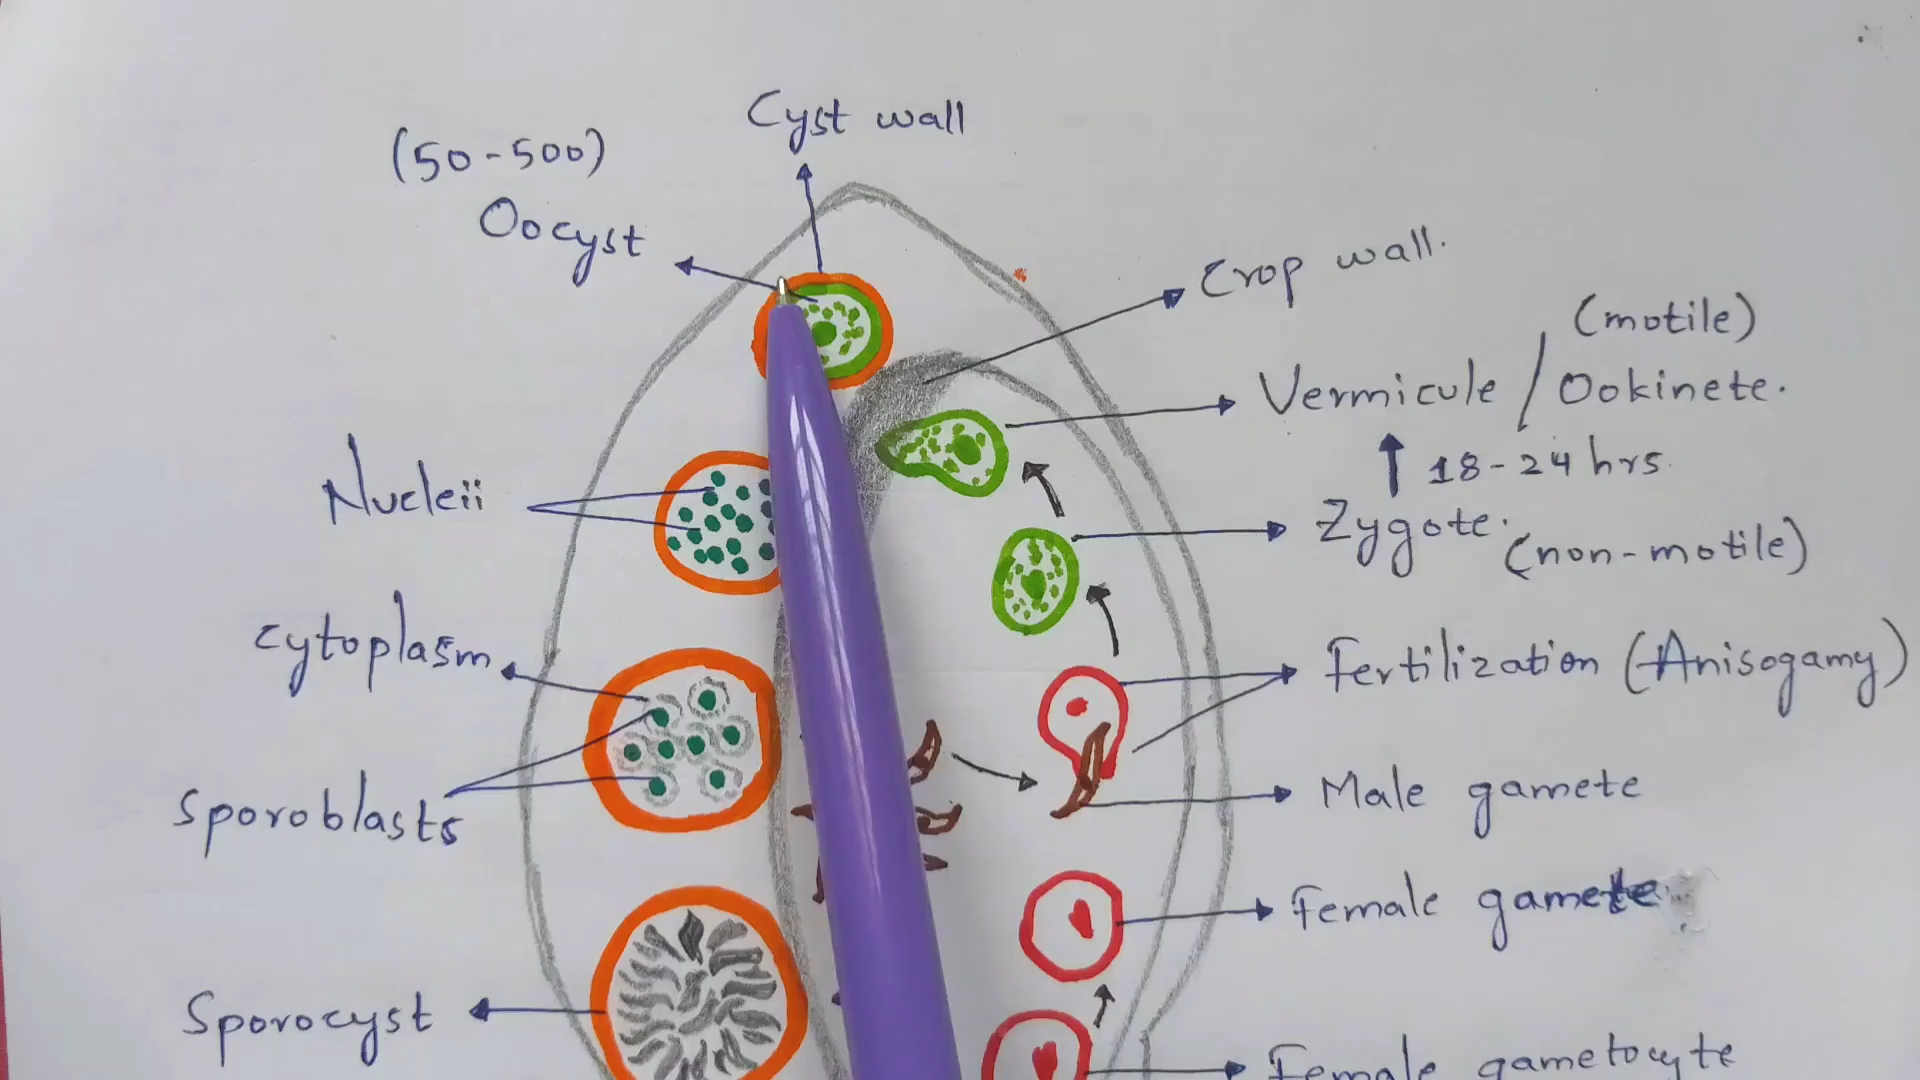 Cyst wall
(50-500)
Oocyst
Crop wall.
(motile)
Vermicule / Ookinete.
18-24 hrs.
Zygote.
(non-motile)
Nucleii
Cytoplasm
Fertilization (Anisogamy)
Sporoblasts
Male gamete
Female gamete
Sporocyst
Female gametocyte